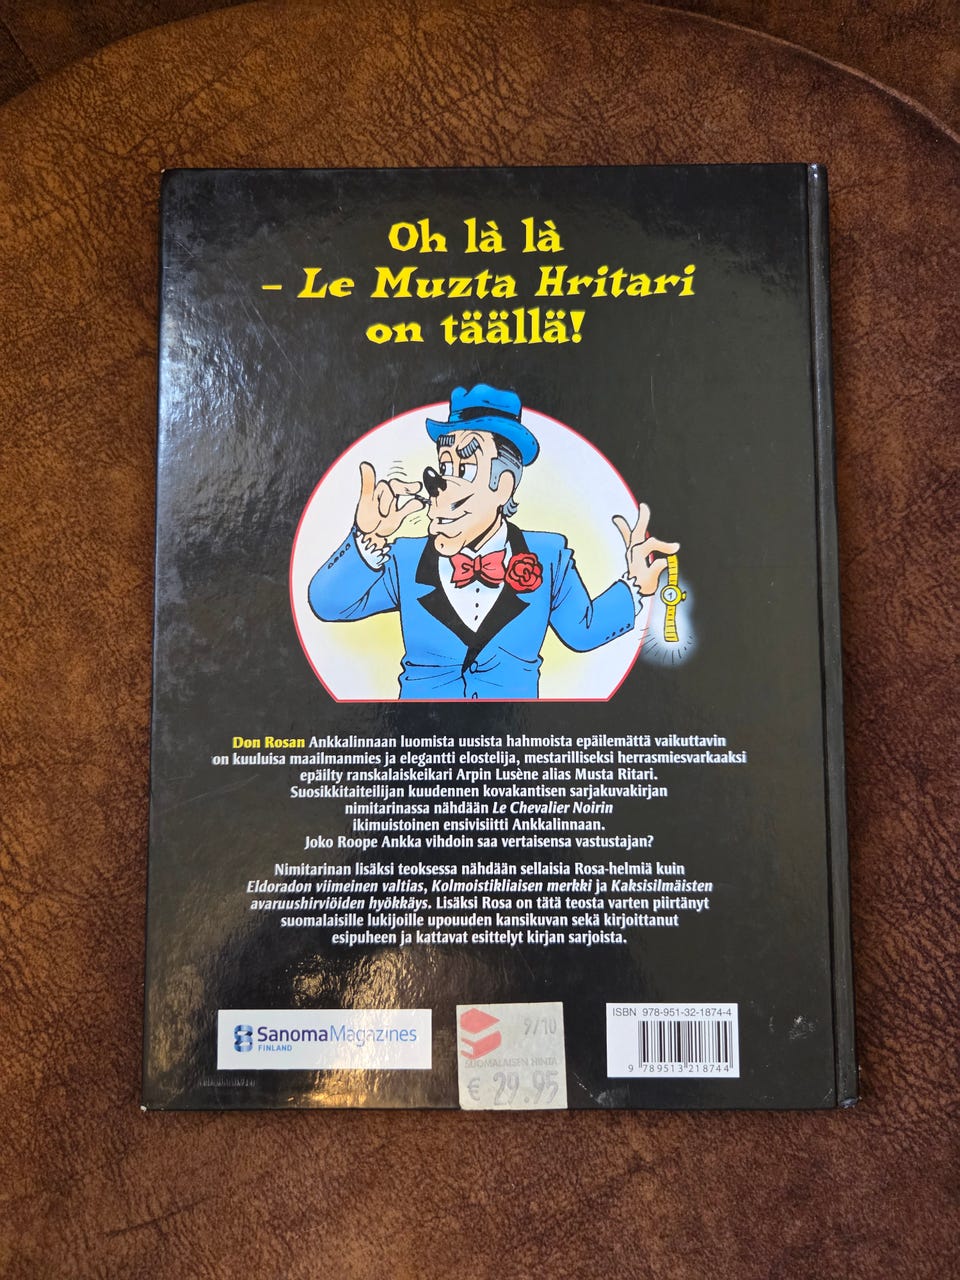 Oh là là
– Le Muzta Hritari
on täällä!
Don Rosan Ankkalinnaan luomista uusista hahmoista epäilemättä vaikuttavin
on kuuluisa maailmanmies ja elegantti elostelija, mestarilliseksi herrasmiesvarkaaksi
epäilty ranskalaiskeikari Arpin Lusène alias Musta Ritari.
Suosikkitaiteilijan kuudennen kovakantisen sarjakuvakirjan
nimitarinassa nähdään Le Chevalier Noirin
ikimuistoinen ensivisiitti Ankkalinnaan.
Joko Roope Ankka vihdoin saa vertaisensa vastustajan?
Nimitarinan lisäksi teoksessa nähdään sellaisia Rosa-helmiä kuin
Eldoradon viimeinen valtias, Kolmoistikliaisen merkki ja Kaksisilmäisten
avaruushirviöiden hyökkäys. Lisäksi Rosa on tätä teosta varten piirtänyt
suomalaisille lukijoille upouuden kansikuvan sekä kirjoittanut
esipuheen ja kattavat esittelyt kirjan sarjoista.
SanomaMagazines
FINLAND
9/10
SUOMALAISEN HINTA
€ 29.95
ISBN 978-951-32-1874-4
9 789513 218744